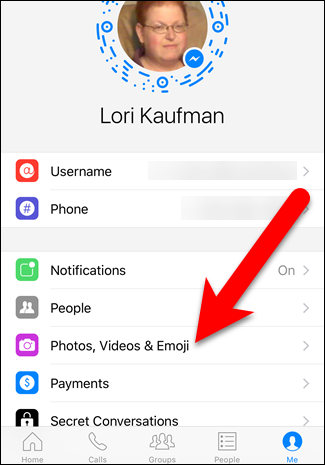 Lori Kaufman
Username
Phone
Notifications On
People
Photos, Videos & Emoji
Payments
Secret Conversations
Home Calls Groups People Me